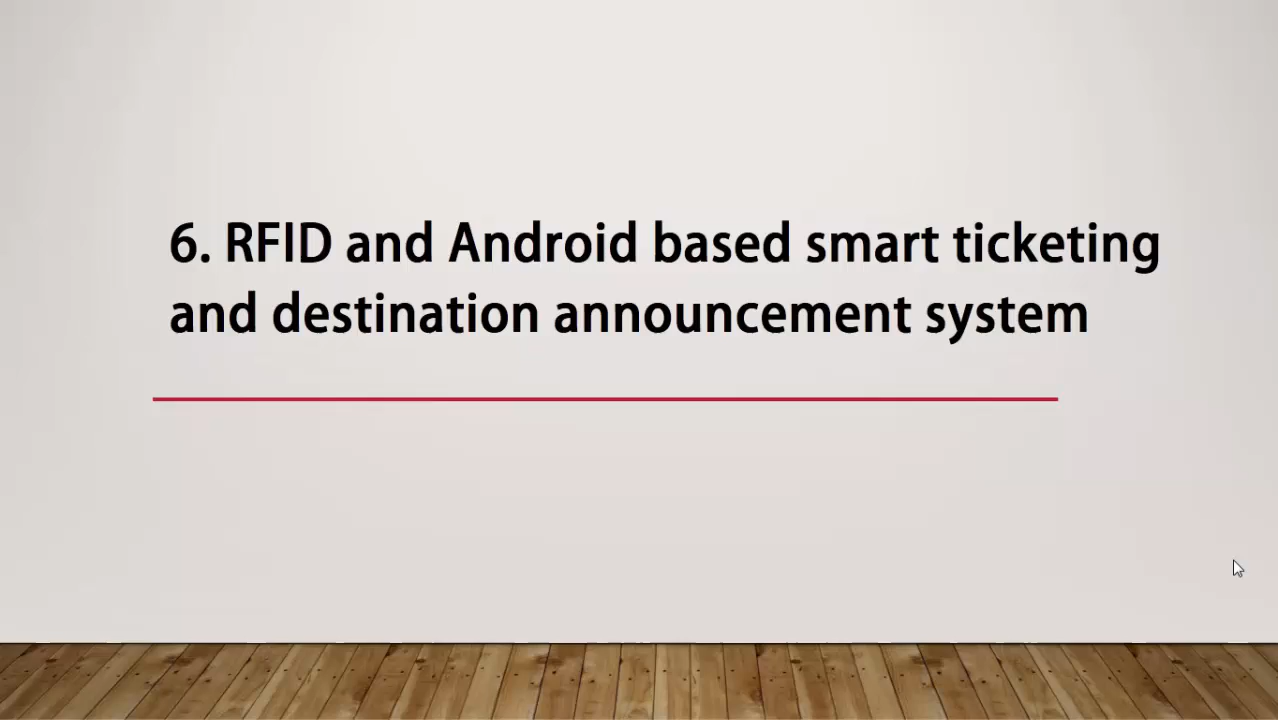 6. RFID and Android based smart ticketing
and destination announcement system